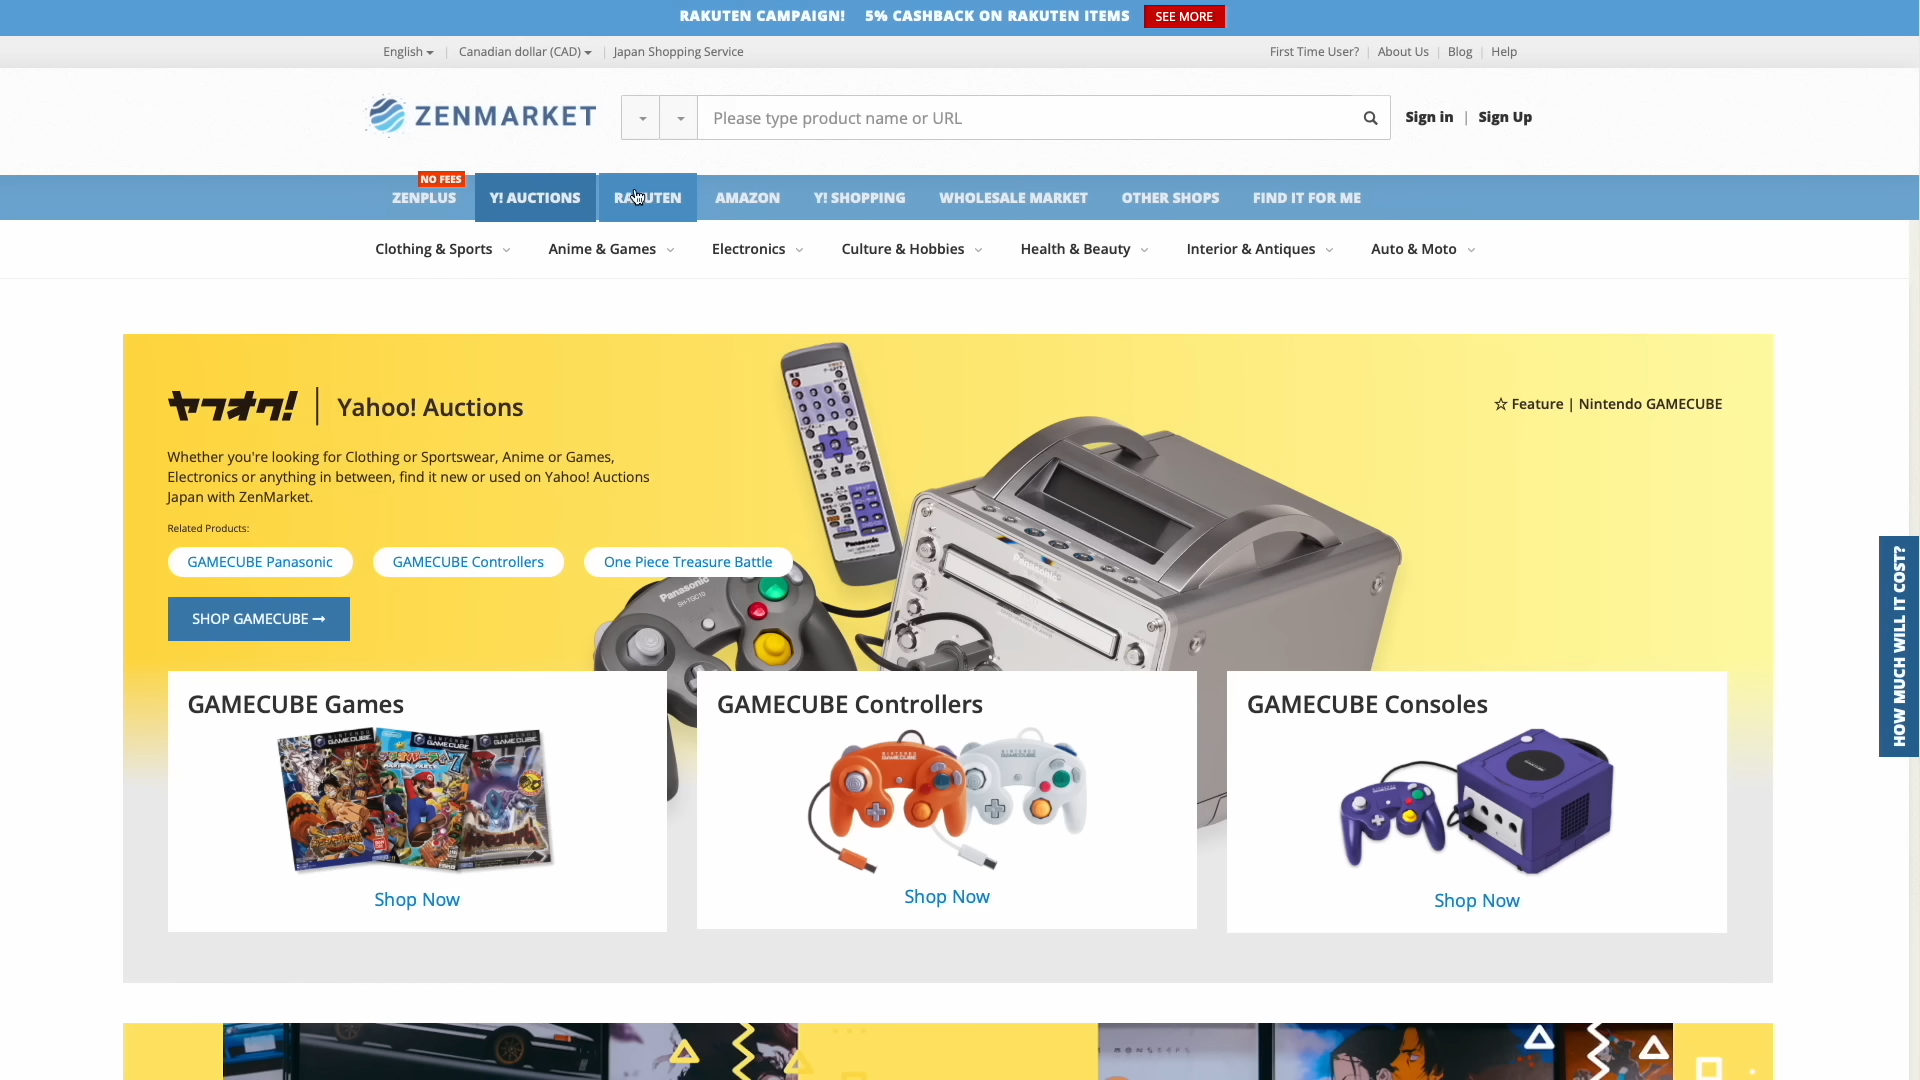 RAKUTEN CAMPAIGN! 5% CASHBACK ON RAKUTEN ITEMS SEE MORE
English Canadian dollar (CAD) Japan Shopping Service First Time User? About Us Blog Help
ZENMARKET Please type product name or URL Sign in Sign Up
NO FEES
ZENPLUS Y! AUCTIONS RAKUTEN AMAZON Y! SHOPPING WHOLESALE MARKET OTHER SHOPS FIND IT FOR ME
Clothing & Sports Anime & Games Electronics Culture & Hobbies Health & Beauty Interior & Antiques Auto & Moto
ヤフオク! Yahoo! Auctions
☆ Feature | Nintendo GAMECUBE
Whether you're looking for Clothing or Sportswear, Anime or Games,
Electronics or anything in between, find it new or used on Yahoo! Auctions
Japan with ZenMarket.
Related Products:
GAMECUBE Panasonic GAMECUBE Controllers One Piece Treasure Battle
SHOP GAMECUBE →
Panasonic
Panasonic
SH-TGC10
Panasonic
HOW MUCH WILL IT COST?
GAMECUBE Games
GAMECUBE Controllers
GAMECUBE Consoles
Shop Now
Shop Now
Shop Now